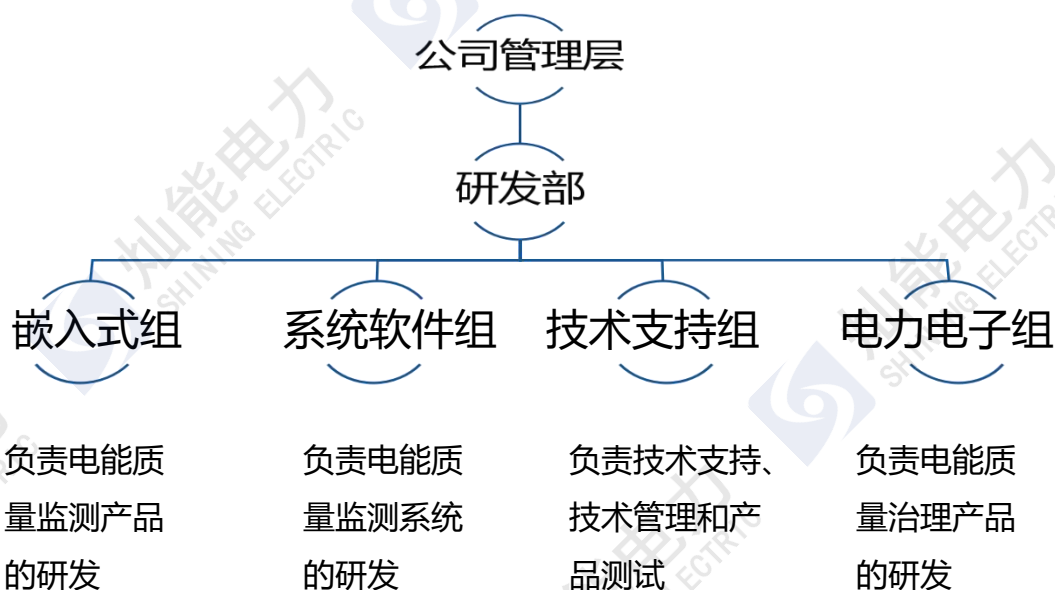 公司管理层
研发部
嵌入式组
系统软件组
技术支持组
电力电子组
负责电能质
量监测产品
的研发
负责电能质
量监测系统
的研发
负责技术支持、
技术管理和产
品测试
负责电能质
量治理产品
的研发
灿能电力
SHINING ELECTRIC
灿能电力
SHINING ELECTRIC